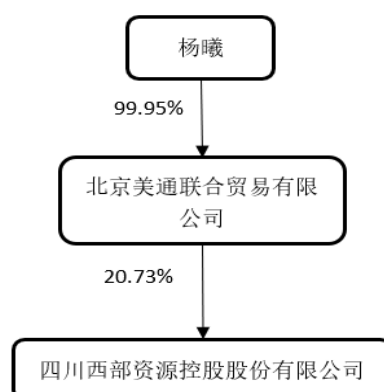 杨曦
99.95%
北京美通联合贸易有限
公司
20.73%
四川西部资源控股股份有限公司